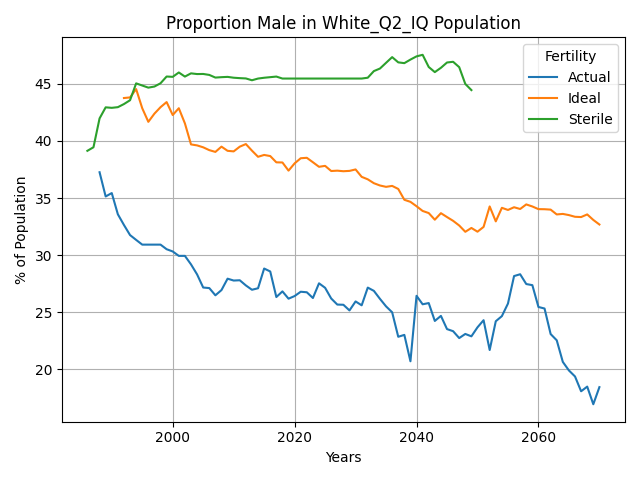 Proportion Male in White_Q2_IQ Population
Fertility
Actual
Ideal
Sterile
% of Population
45
40
35
30
25
20
2000
2020
2040
2060
Years